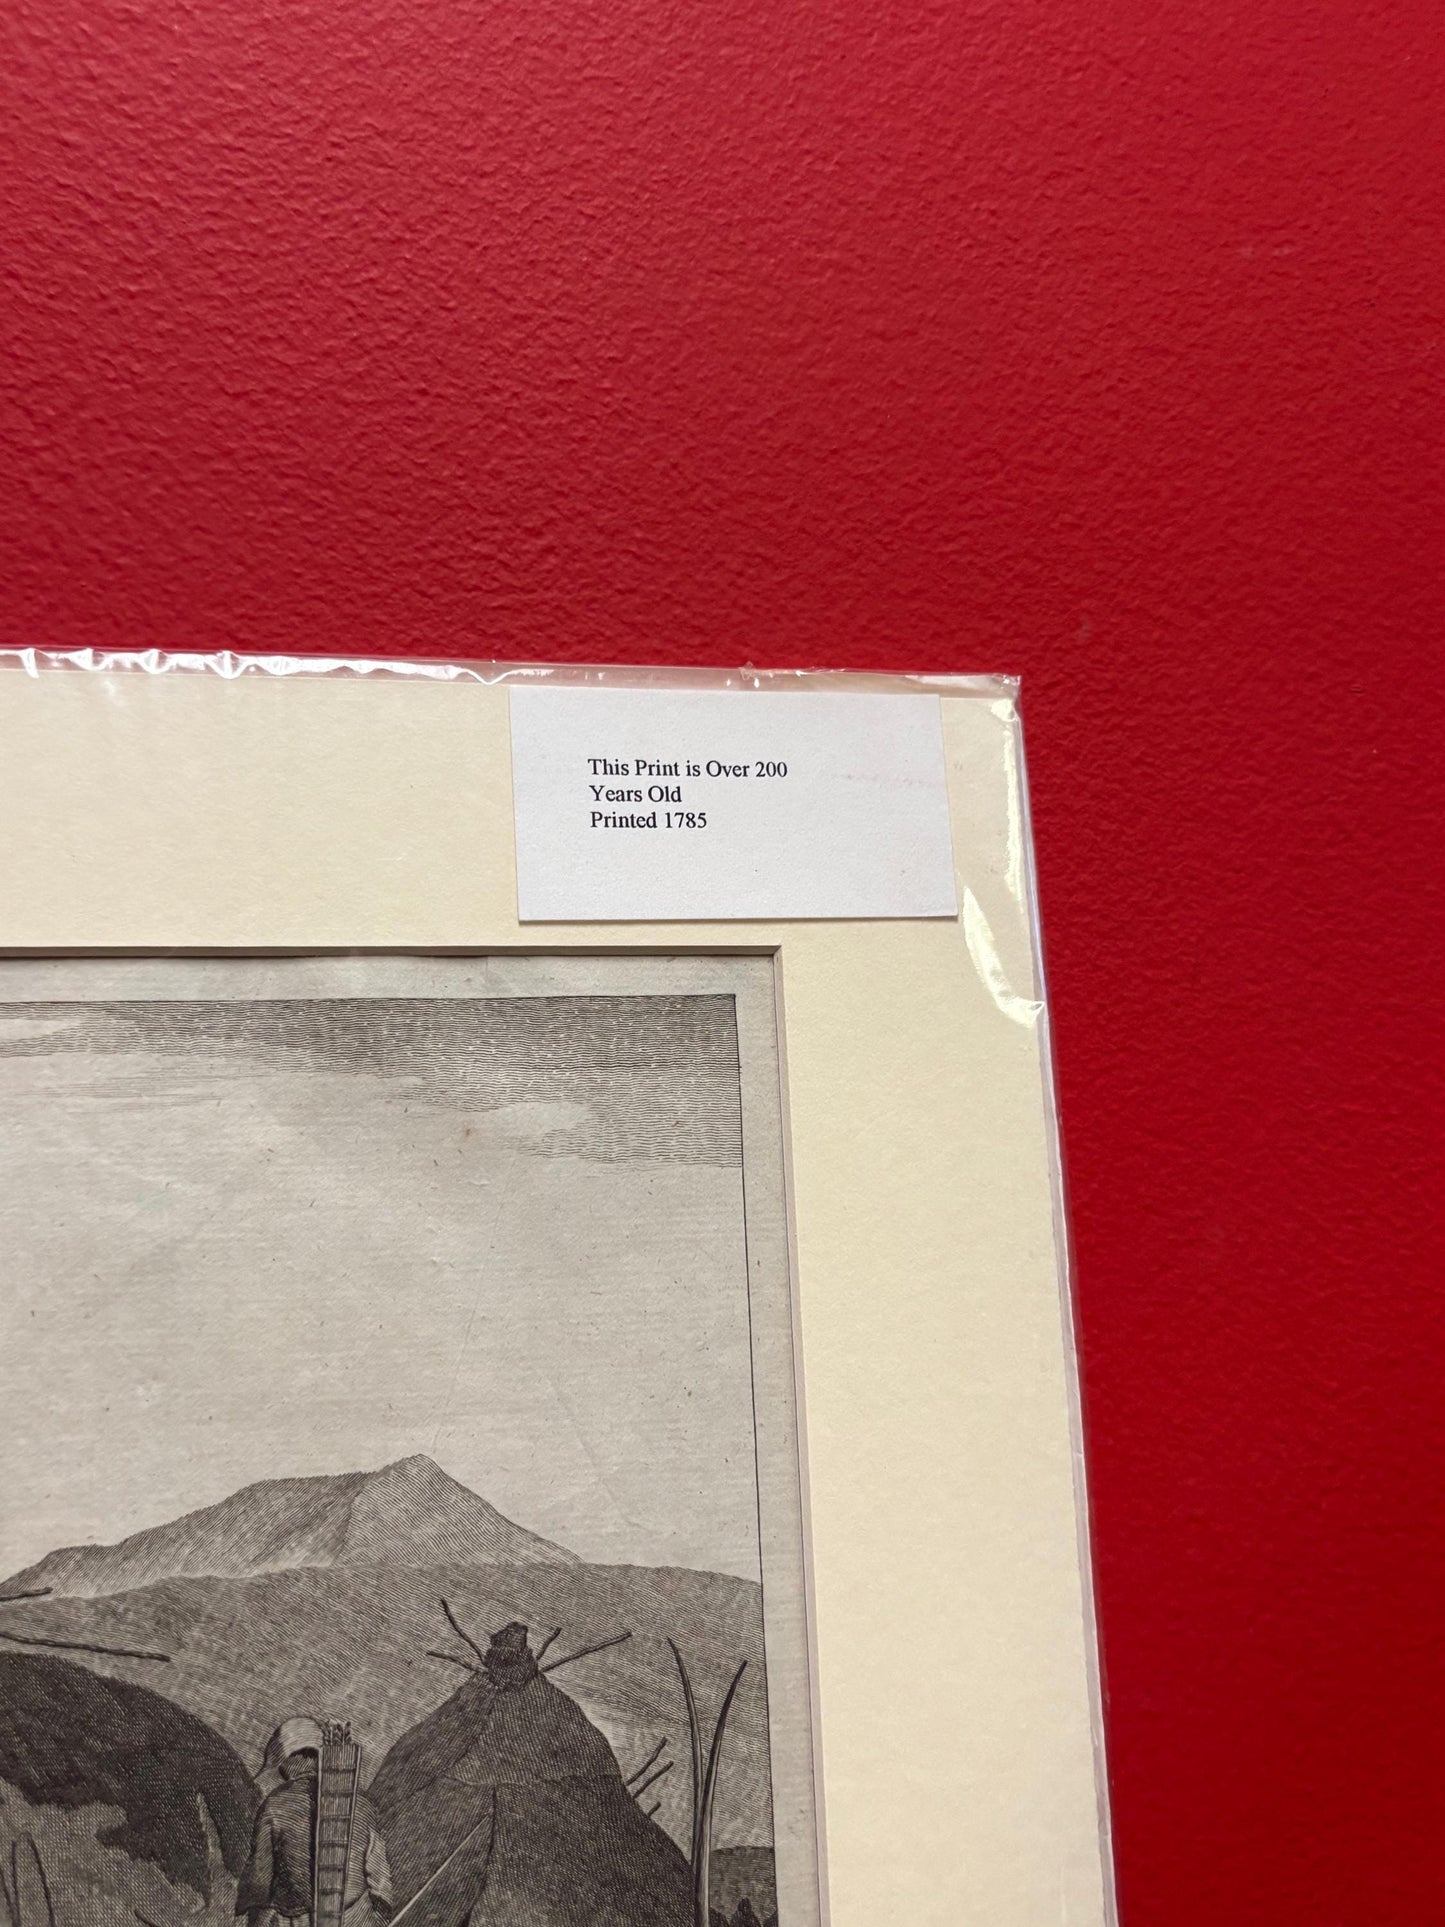 This Print is Over 200
Years Old
Printed 1785